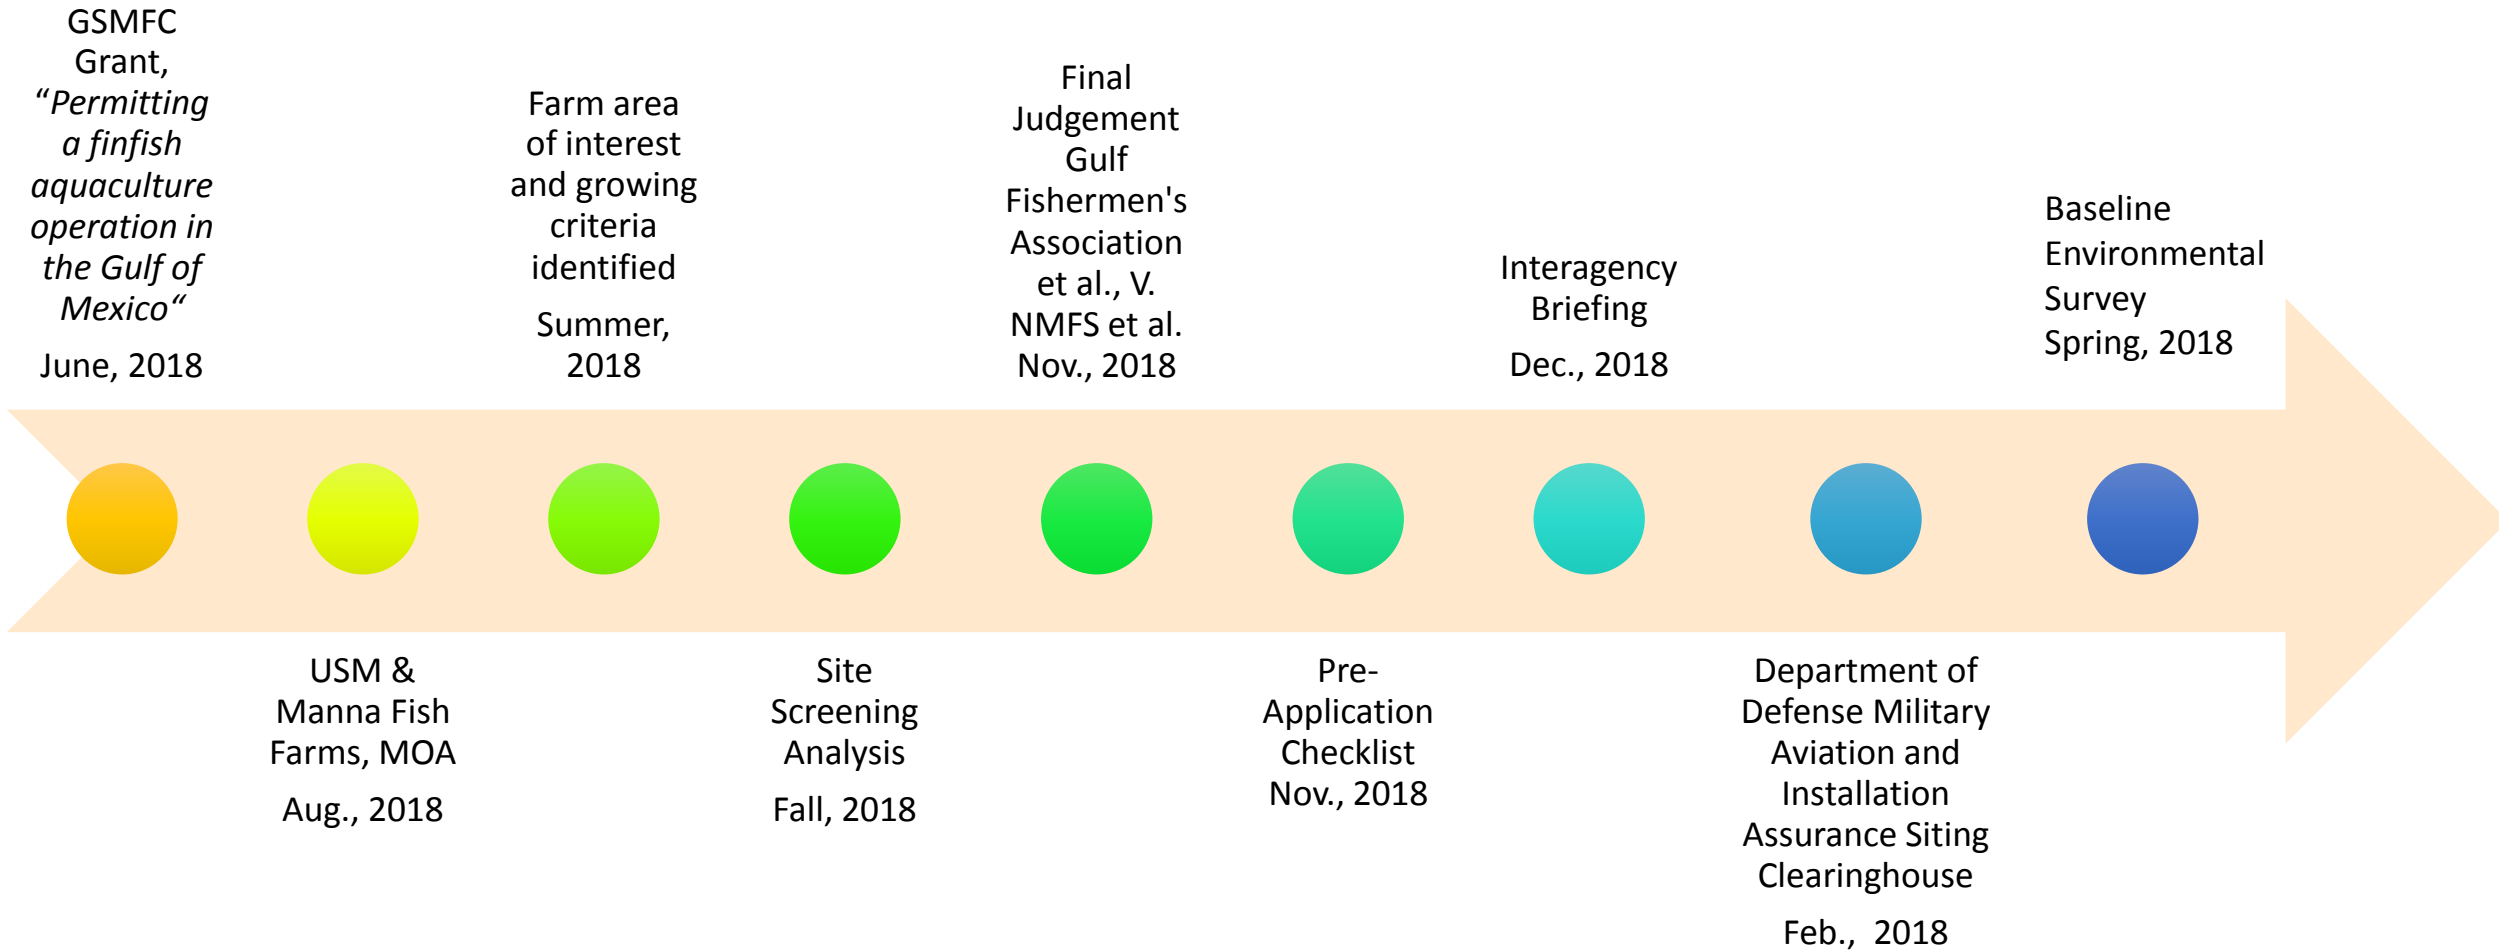 GSMFC
Grant,
“Permitting
a finfish
aquaculture
operation in
the Gulf of
Mexico“
June, 2018
USM &
Manna Fish
Farms, MOA
Aug., 2018
Farm area
of interest
and growing
criteria
identified
Summer,
2018
Site
Screening
Analysis
Fall, 2018
Final
Judgement
Gulf
Fishermen's
Association
et al., V.
NMFS et al.
Nov., 2018
Pre-
Application
Checklist
Nov., 2018
Interagency
Briefing
Dec., 2018
Department of
Defense Military
Aviation and
Installation
Assurance Siting
Clearinghouse
Feb.,  2018
Baseline
Environmental
Survey
Spring, 2018